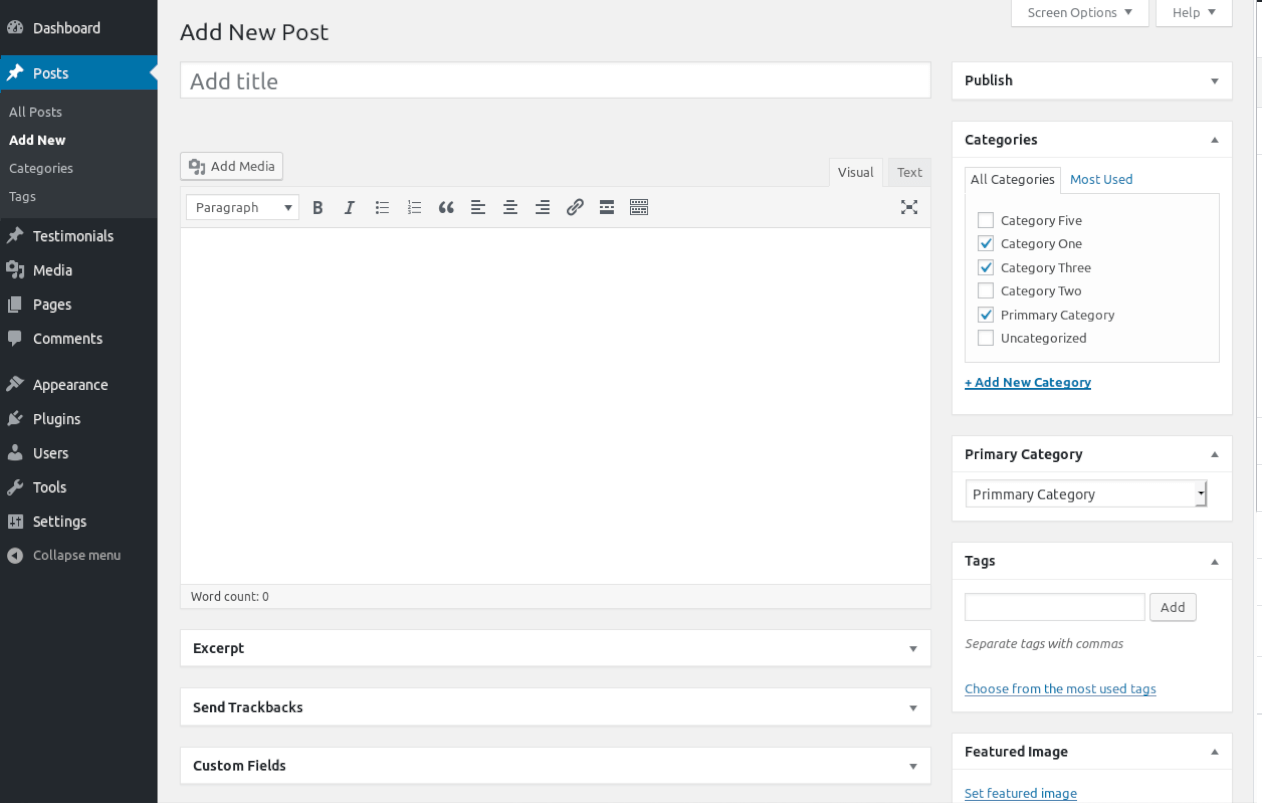 Dashboard
Posts
All Posts
Add New
Categories
Tags
Testimonials
Media
Pages
Comments
Appearance
Plugins
Users
Tools
Settings
Collapse menu
Screen Options
Help
Add New Post
Add title
Add Media
Visual
Text
Paragraph
B
I
Word count: 0
Excerpt
Send Trackbacks
Custom Fields
Publish
Categories
All Categories
Most Used
Category Five
Category One
Category Three
Category Two
Primmary Category
Uncategorized
+ Add New Category
Primary Category
Primmary Category
Tags
Add
Separate tags with commas
Choose from the most used tags
Featured Image
Set featured image